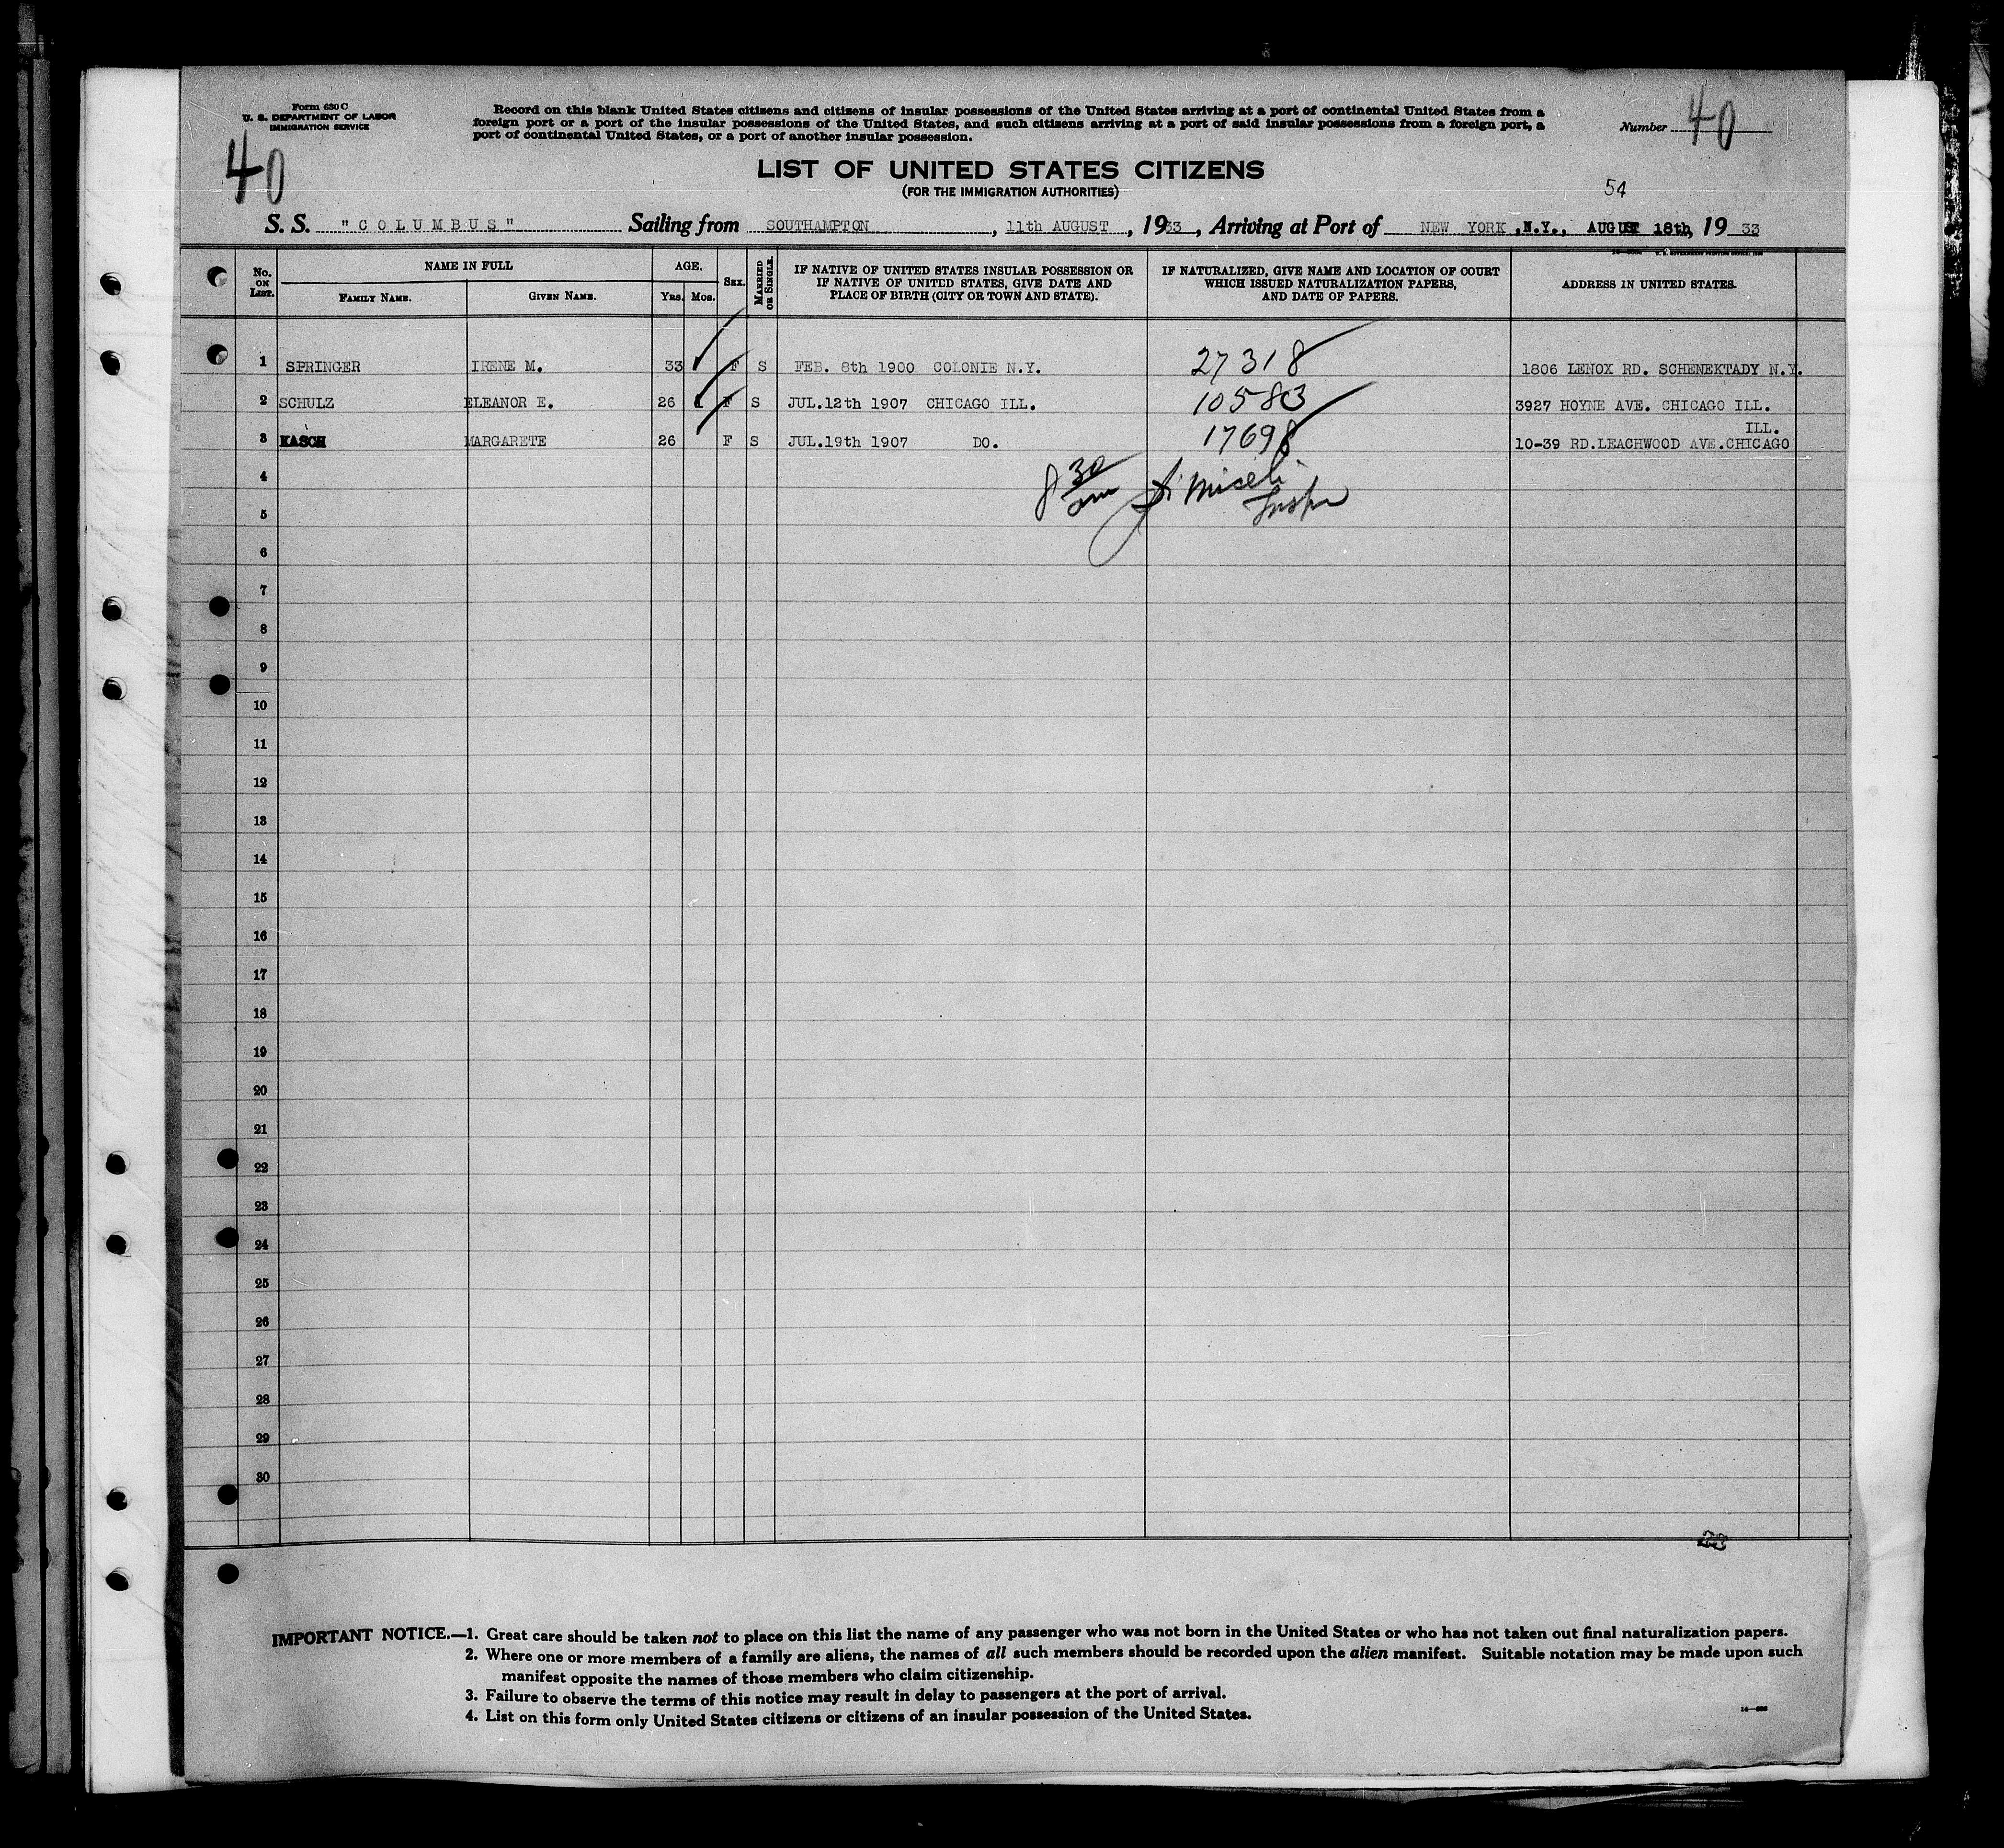 Form 630 C
U. S. DEPARTMENT OF LABOR
IMMIGRATION SERVICE
40
Record on this blank United States citizens and citizens of insular possessions of the United States arriving at a port of continental United States from a
foreign port or a port of the insular possessions of the United States, and such citizens arriving at a port of said insular possessions from a foreign port, a
port of continental United States, or a port of another insular possession.
Number 40
LIST OF UNITED STATES CITIZENS
(FOR THE IMMIGRATION AUTHORITIES)
54
S. S. "COLUMBUS" Sailing from SOUTHAMPTON, 11th AUGUST, 1933, Arriving at Port of NEW YORK, N.Y., AUGUST 18th, 1933
No. ON LIST.
NAME IN FULL
FAMILY NAME. GIVEN NAME.
AGE.
YRS. MOS.
SEX.
MARRIED OR SINGLE.
IF NATIVE OF UNITED STATES INSULAR POSSESSION OR
IF NATIVE OF UNITED STATES, GIVE DATE AND
PLACE OF BIRTH (CITY OR TOWN AND STATE).
IF NATURALIZED, GIVE NAME AND LOCATION OF COURT
WHICH ISSUED NATURALIZATION PAPERS,
AND DATE OF PAPERS.
ADDRESS IN UNITED STATES.
1 SPRINGER IRENE M. 33 F S FEB. 8th 1900 COLONIE N.Y. 27318 1806 LENOX RD. SCHENEKTADY N.Y.
2 SCHULZ ELEANOR E. 26 1 F S JUL.12th 1907 CHICAGO ILL. 10583 3927 HOYNE AVE. CHICAGO ILL.
3 KASCH MARGARETE 26 F S JUL.19th 1907 DO. 17698 10-39 RD.LEACHWOOD AVE.CHICAGO ILL.
4
8 30 am Miceli
5
Inspr
6
7
8
9
10
11
12
13
14
15
16
17
18
19
20
21
22
23
24
25
26
27
28
29
30
IMPORTANT NOTICE.—1. Great care should be taken not to place on this list the name of any passenger who was not born in the United States or who has not taken out final naturalization papers.
2. Where one or more members of a family are aliens, the names of all such members should be recorded upon the alien manifest. Suitable notation may be made upon such
manifest opposite the names of those members who claim citizenship.
3. Failure to observe the terms of this notice may result in delay to passengers at the port of arrival.
4. List on this form only United States citizens or citizens of an insular possession of the United States.